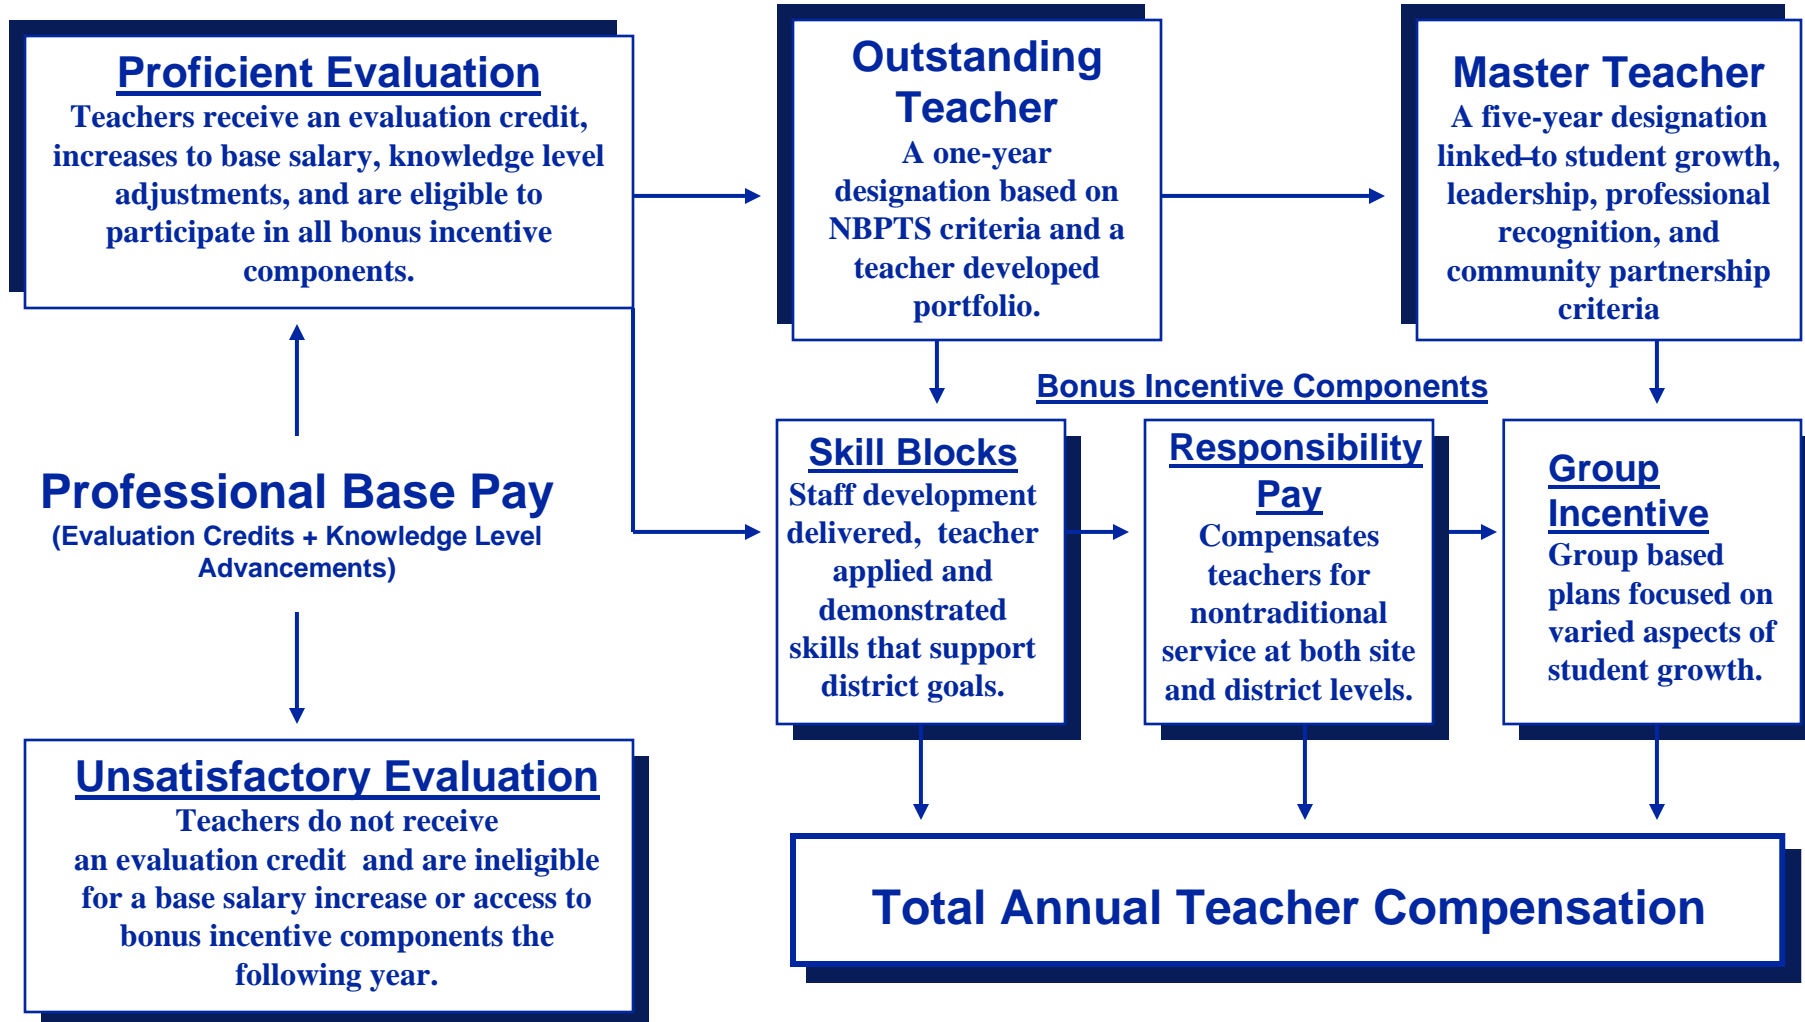 Proficient Evaluation
Teachers receive an evaluation credit,
increases to base salary, knowledge level
adjustments, and are eligible to
participate in all bonus incentive
components.
Outstanding
Teacher
A one-year
designation based on
NBPTS criteria and a
teacher developed
portfolio.
Master Teacher
A five-year designation
linked to student growth,
leadership, professional
recognition, and
community partnership
criteria
Professional Base Pay
(Evaluation Credits + Knowledge Level
Advancements)
Bonus Incentive Components
Skill Blocks
Staff development
delivered, teacher
applied and
demonstrated
skills that support
district goals.
Responsibility
Pay
Compensates
teachers for
nontraditional
service at both site
and district levels.
Group
Incentive
Group based
plans focused on
varied aspects of
student growth.
Unsatisfactory Evaluation
Teachers do not receive
an evaluation credit and are ineligible
for a base salary increase or access to
bonus incentive components the
following year.
Total Annual Teacher Compensation